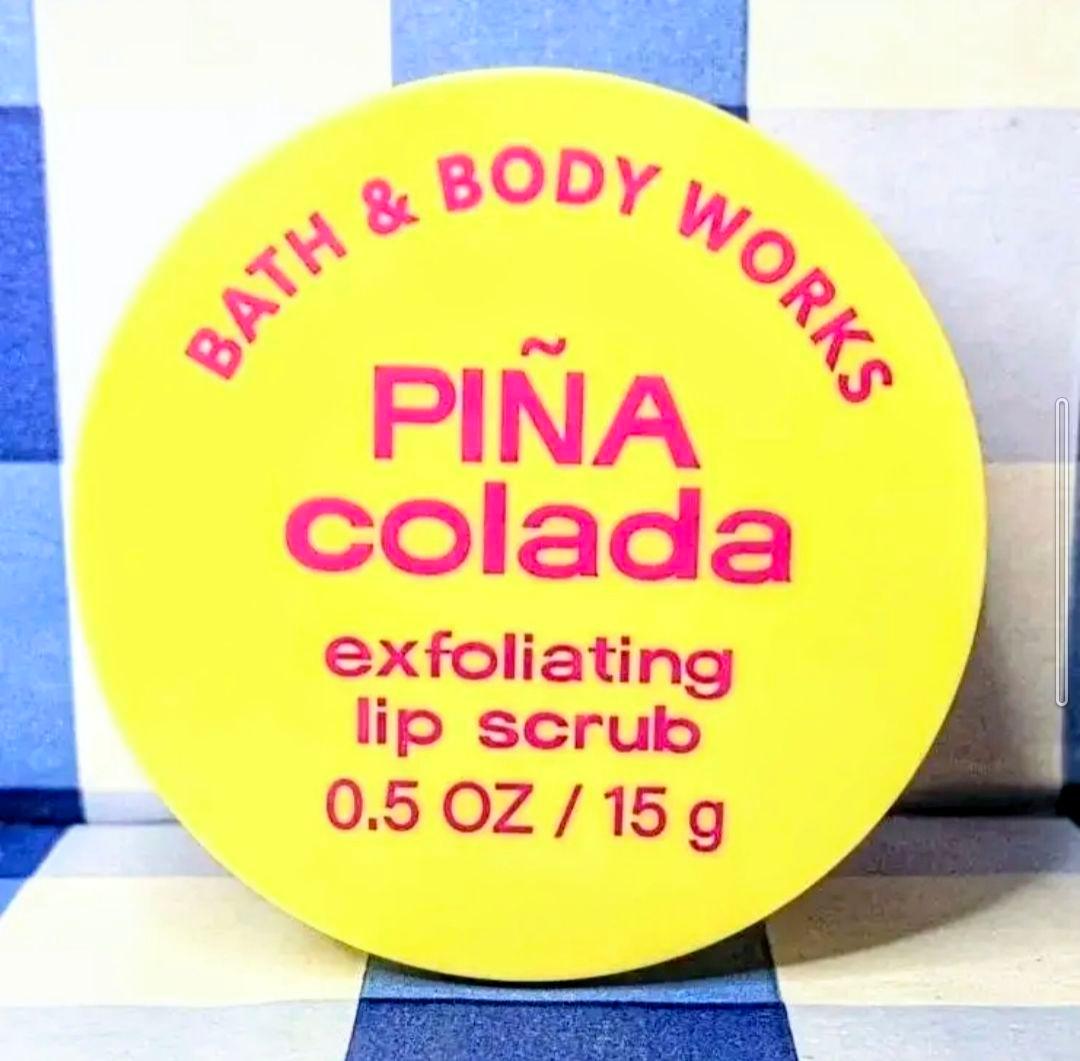 BATH & BODY WORKS
PIÑA
colada
exfoliating
lip scrub
0.5 OZ / 15 g